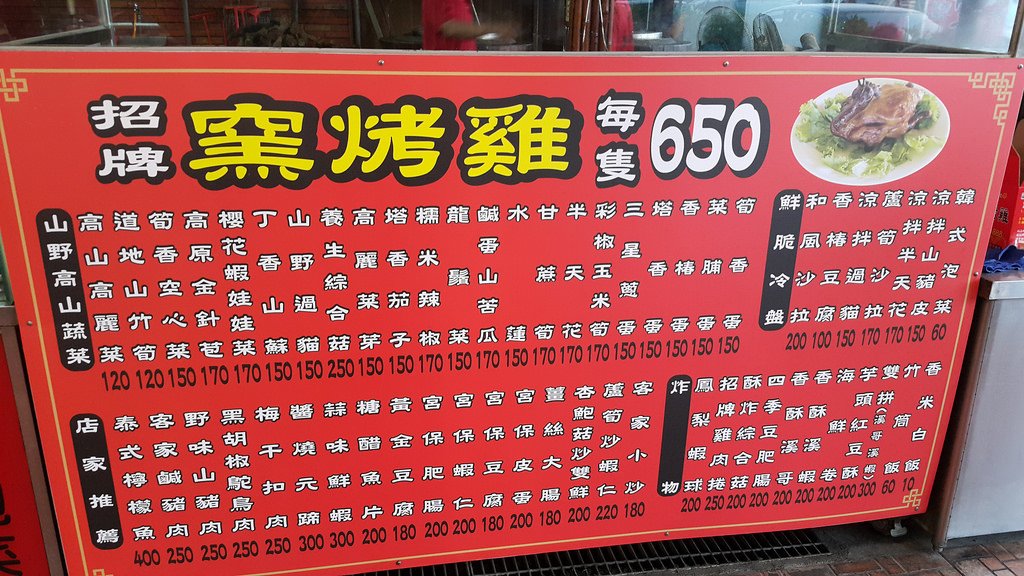 招牌
窯烤雞
每隻
650
山野高山蔬菜
高山高麗菜 120
道地山竹筍 120
筍香空心菜 150
高原金針苞 170
櫻花蝦娃娃菜 170
丁香山蘇 150
山野過貓 150
養生綜合菇 250
高麗菜芽 150
塔香茄子 150
糯米辣椒 170
龍鬚菜 150
鹹蛋山苦瓜 170
水蓮 150
甘蔗筍 170
半天花 170
彩椒玉米筍 170
三星蔥蛋 150
塔香蛋 150
香椿蛋 150
菜脯蛋 150
筍香蛋 150
鮮脆冷盤
和風沙拉 200
香椿豆腐 100
涼拌過貓 150
蘆筍沙拉 170
涼拌半天花 170
涼拌山豬皮 150
韓式泡菜 60
店家推薦
泰式檸檬魚 400
客家鹹豬肉 250
野味山豬肉 250
黑胡椒鴕鳥肉 250
梅干扣肉 250
醬燒元蹄 300
蒜味鮮蝦 300
糖醋魚片 200
黃金豆腐 180
宮保肥腸 200
宮保蝦仁 200
宮保豆腐 180
宮保皮蛋 200
薑絲大腸 180
杏鮑菇炒雙鮮 200
蘆筍炒蝦仁 220
客家小炒 180
炸物
鳳梨蝦球 200
招牌雞肉捲 250
酥炸綜合菇 200
四季豆肥腸 200
香酥溪哥 200
香酥溪蝦 200
海鮮卷 200
芋頭紅豆酥 200
雙拼(溪哥溪蝦) 300
竹筒飯 60
香米白飯 10